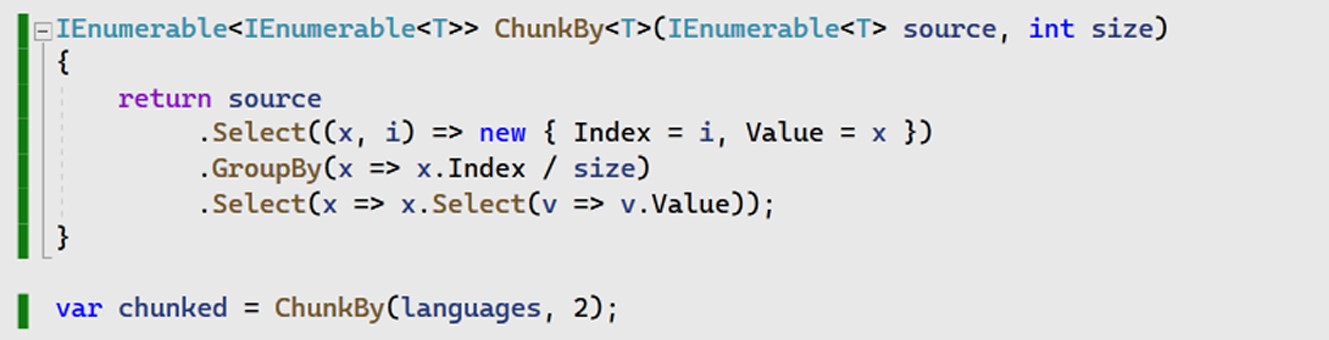 IEnumerable<IEnumerable<T>> ChunkBy<T>(IEnumerable<T> source, int size)
{
return source
.Select((x, i) => new { Index = i, Value = x })
.GroupBy(x => x.Index / size)
.Select(x => x.Select(v => v.Value));
}
var chunked = ChunkBy(languages, 2);